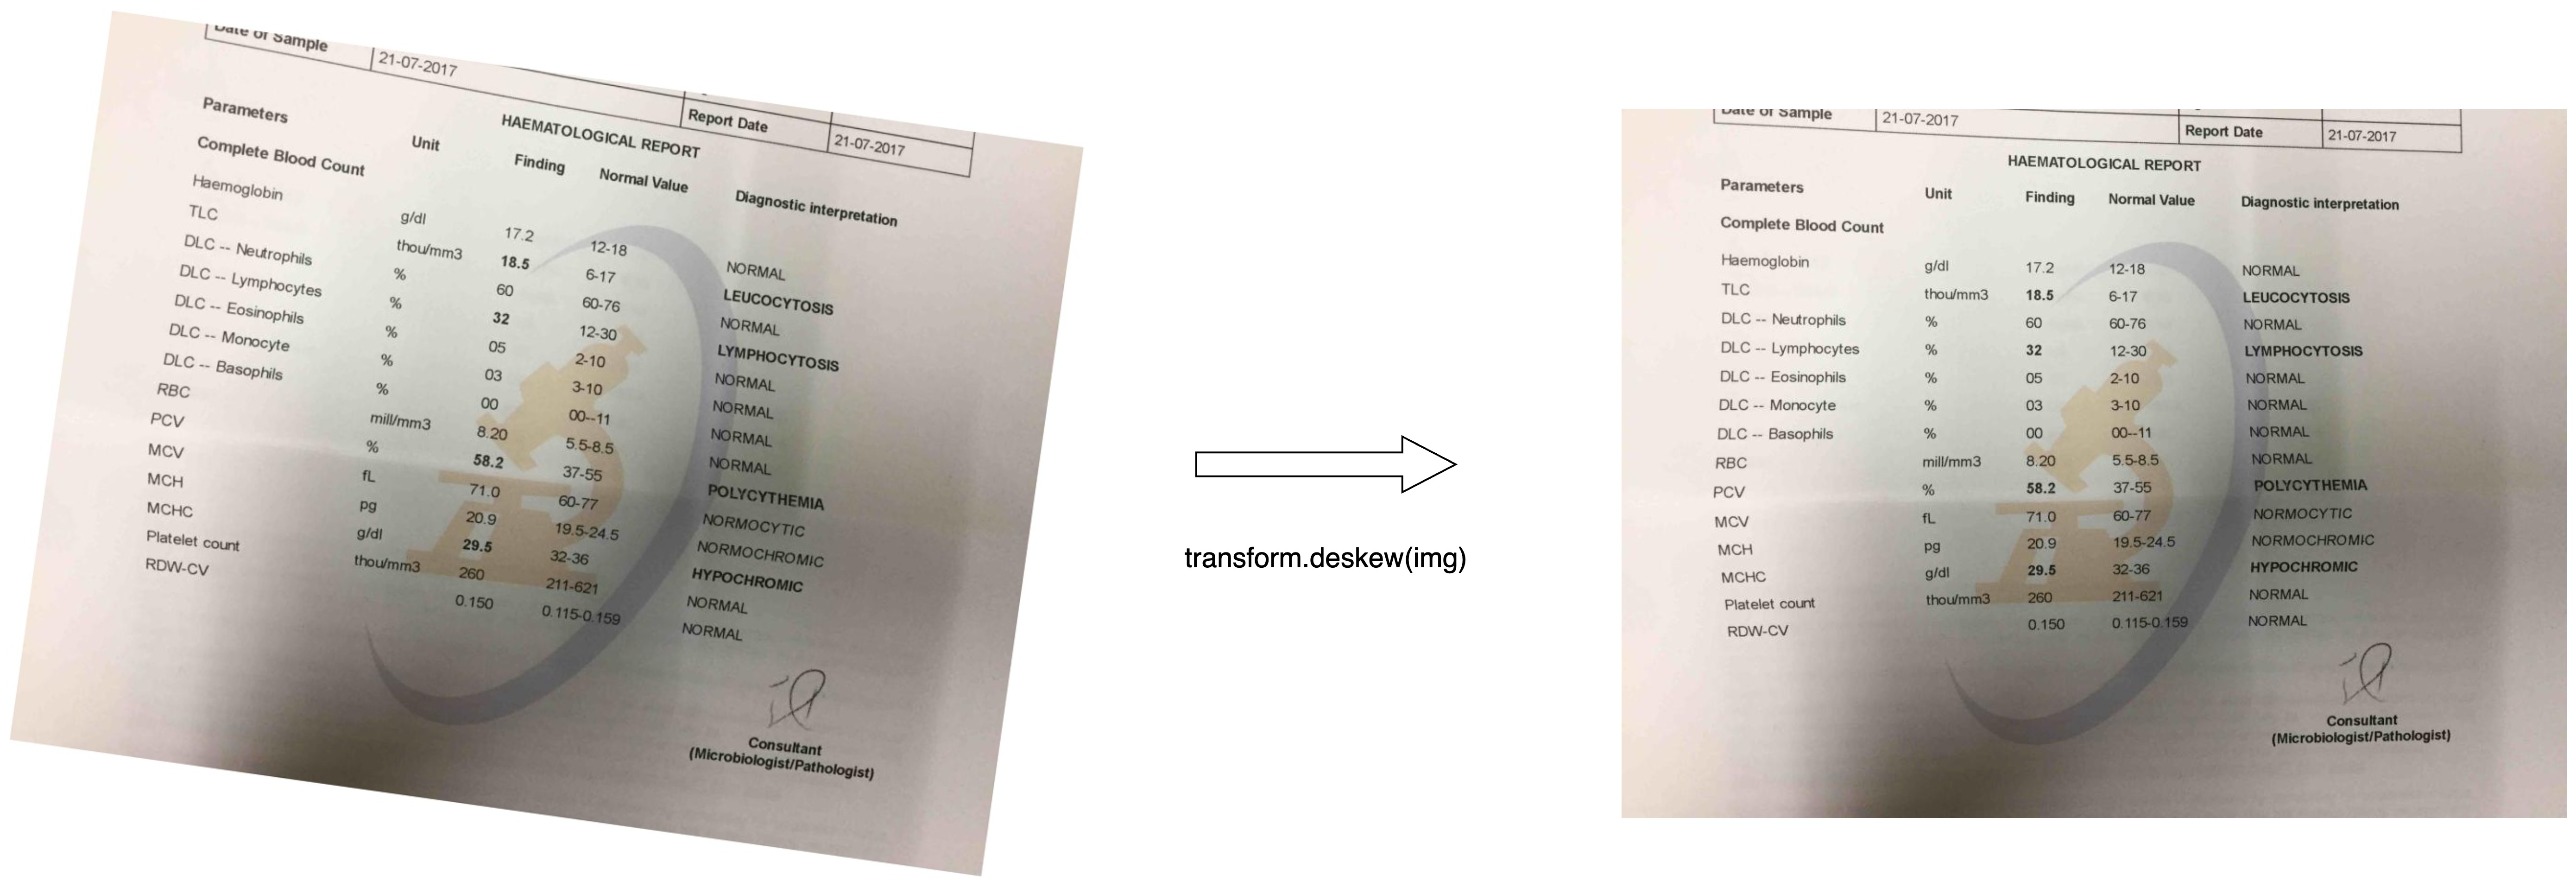 Date of Sample 21-07-2017
Report Date 21-07-2017
HAEMATOLOGICAL REPORT
Parameters Unit Finding Normal Value Diagnostic interpretation
Complete Blood Count
Haemoglobin g/dl 17.2 12-18 NORMAL
TLC thou/mm3 18.5 6-17 LEUCOCYTOSIS
DLC -- Neutrophils % 60 60-76 NORMAL
DLC -- Lymphocytes % 32 12-30 LYMPHOCYTOSIS
DLC -- Eosinophils % 05 2-10 NORMAL
DLC -- Monocyte % 03 3-10 NORMAL
DLC -- Basophils % 00 00--11 NORMAL
RBC mill/mm3 8.20 5.5-8.5 NORMAL
PCV % 58.2 37-55 POLYCYTHEMIA
MCV fL 71.0 60-77 NORMOCYTIC
MCH pg 20.9 19.5-24.5 NORMOCHROMIC
MCHC g/dl 29.5 32-36 HYPOCHROMIC
Platelet count thou/mm3 260 211-621 NORMAL
RDW-CV 0.150 0.115-0.159 NORMAL
Consultant
(Microbiologist/Pathologist)
transform.deskew(img)
Date of Sample 21-07-2017 Report Date 21-07-2017
HAEMATOLOGICAL REPORT
Parameters Unit Finding Normal Value Diagnostic interpretation
Complete Blood Count
Haemoglobin g/dl 17.2 12-18 NORMAL
TLC thou/mm3 18.5 6-17 LEUCOCYTOSIS
DLC -- Neutrophils % 60 60-76 NORMAL
DLC -- Lymphocytes % 32 12-30 LYMPHOCYTOSIS
DLC -- Eosinophils % 05 2-10 NORMAL
DLC -- Monocyte % 03 3-10 NORMAL
DLC -- Basophils % 00 00--11 NORMAL
RBC mill/mm3 8.20 5.5-8.5 NORMAL
PCV % 58.2 37-55 POLYCYTHEMIA
MCV fL 71.0 60-77 NORMOCYTIC
MCH pg 20.9 19.5-24.5 NORMOCHROMIC
MCHC g/dl 29.5 32-36 HYPOCHROMIC
Platelet count thou/mm3 260 211-621 NORMAL
RDW-CV 0.150 0.115-0.159 NORMAL
Consultant
(Microbiologist/Pathologist)